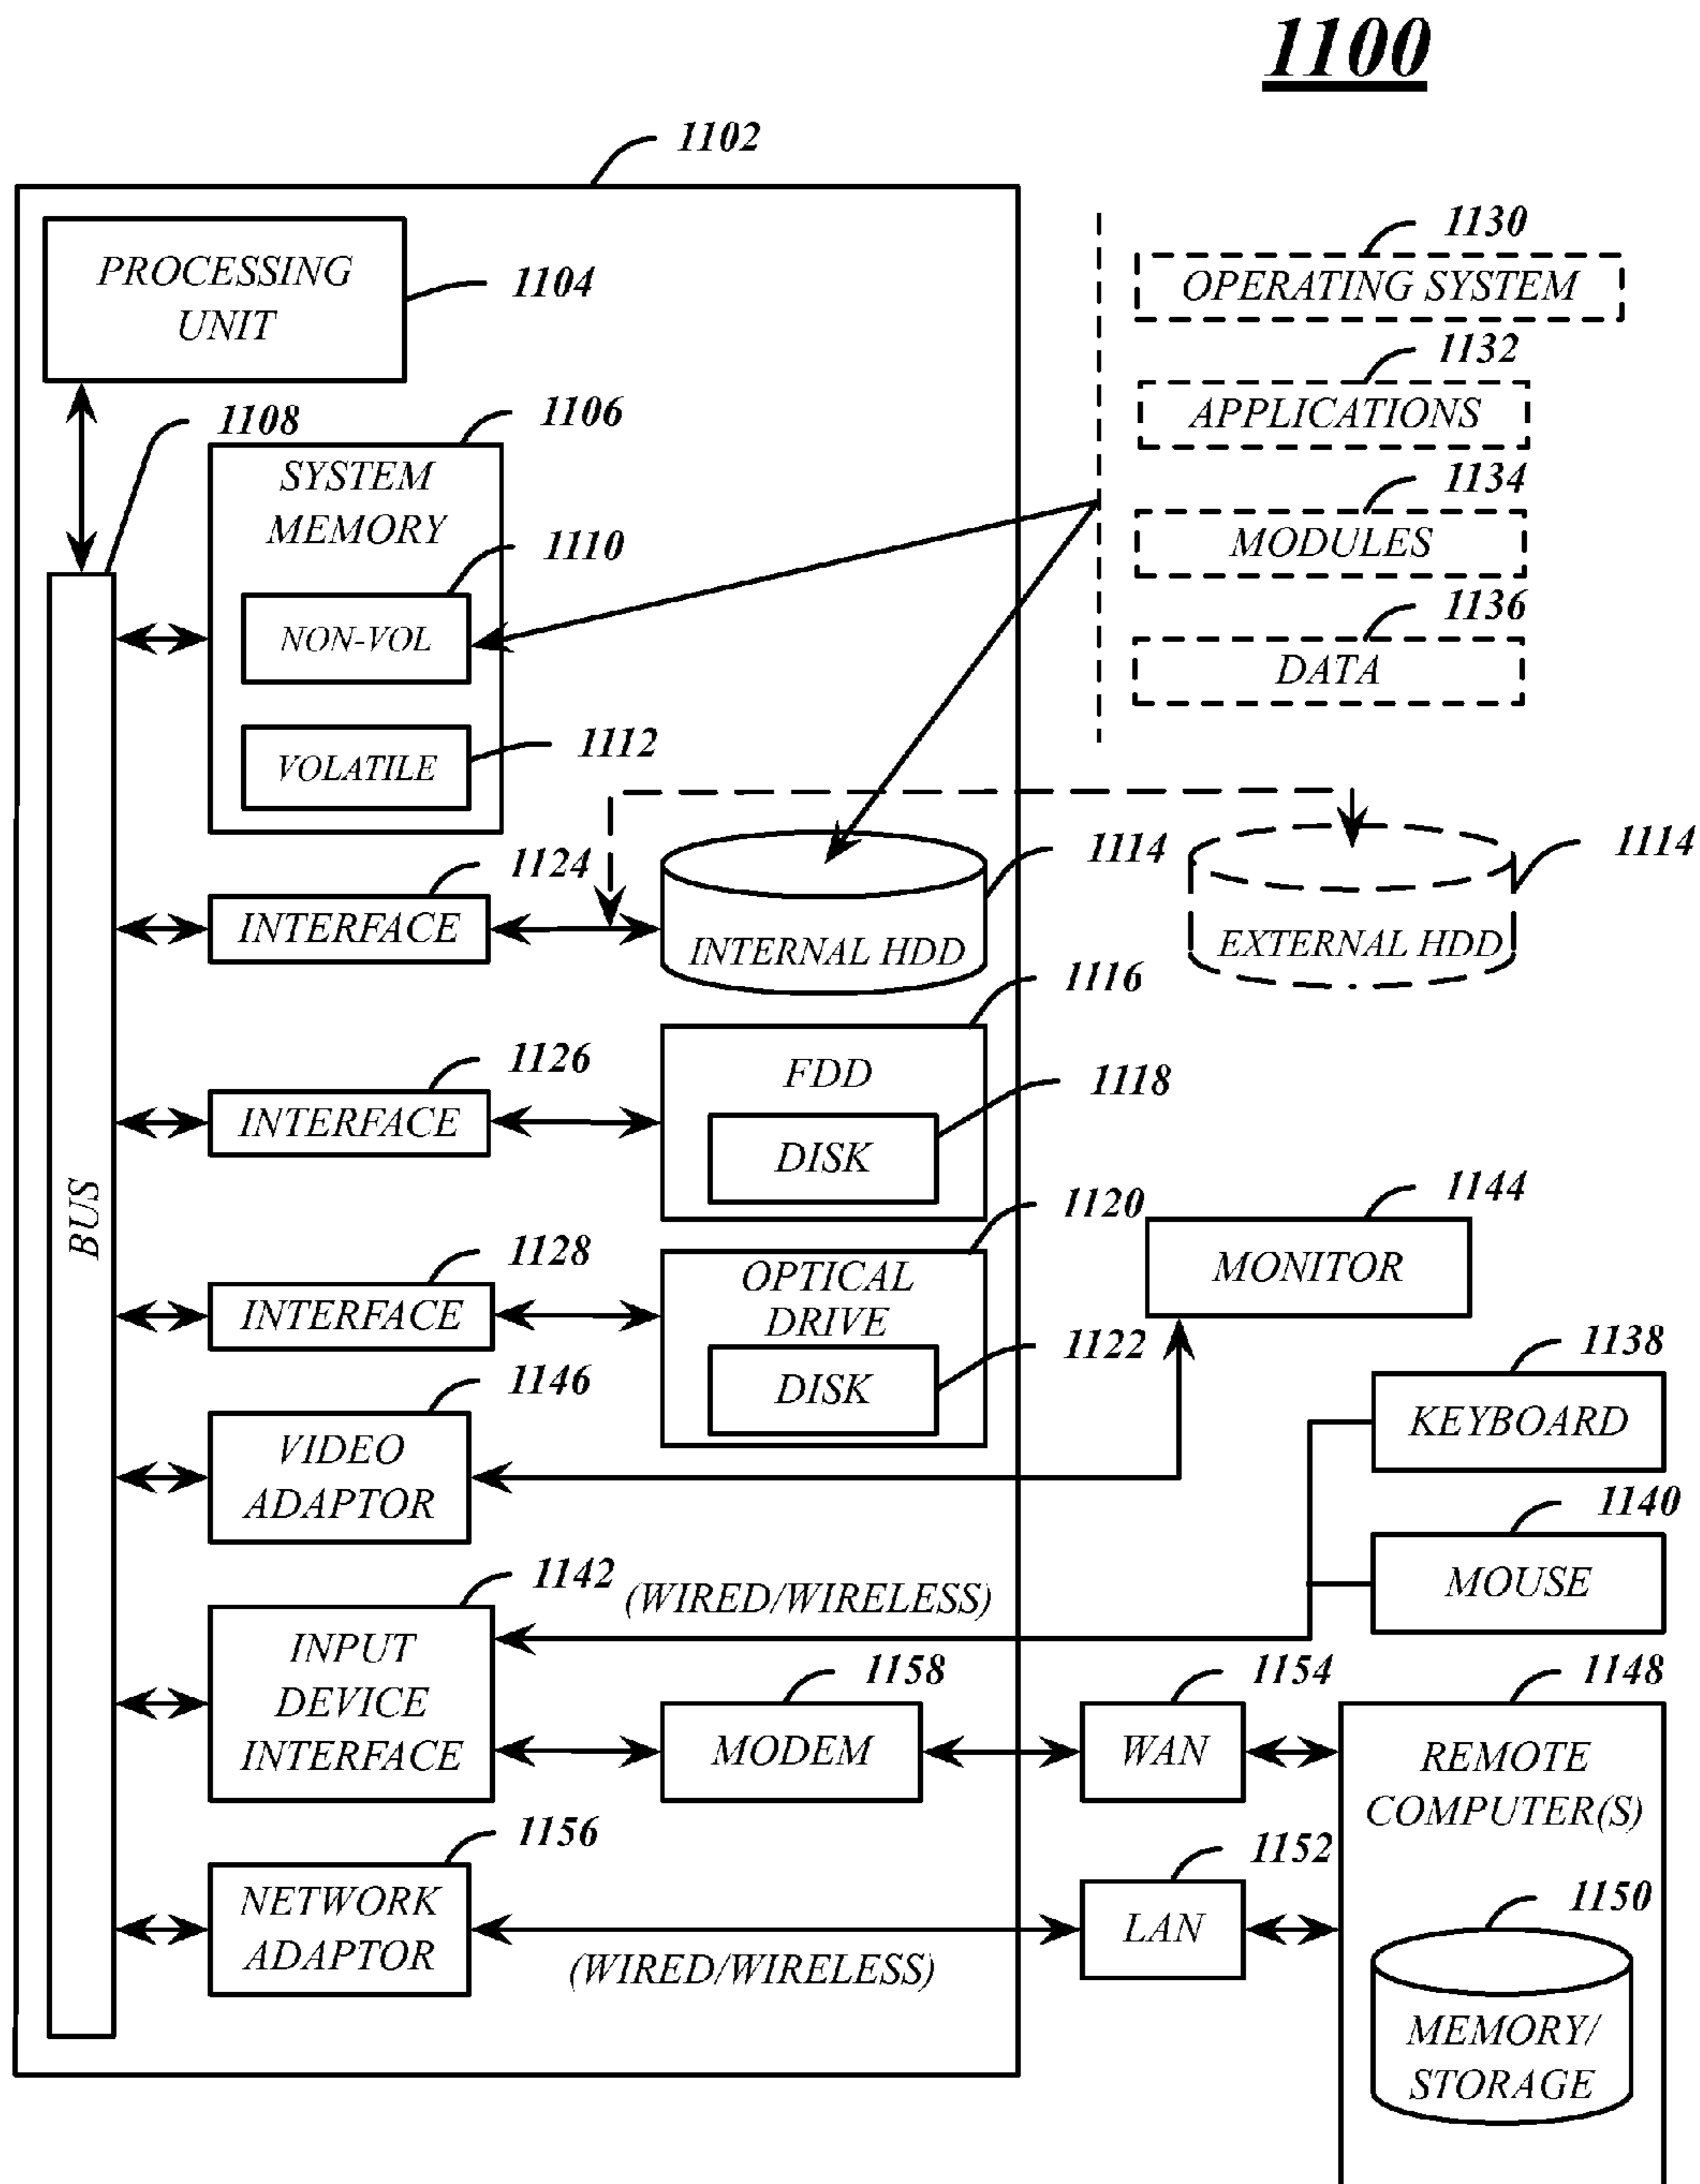 1100
1102
PROCESSING
UNIT
1104
1130
OPERATING SYSTEM
1132
APPLICATIONS
1134
MODULES
1136
DATA
1108
1106
SYSTEM
MEMORY
1110
NON-VOL
1112
VOLATILE
BUS
1124
INTERFACE
1114
INTERNAL HDD
1114
EXTERNAL HDD
1126
INTERFACE
1116
FDD
1118
DISK
1128
INTERFACE
1120
OPTICAL
DRIVE
1122
DISK
1144
MONITOR
1146
VIDEO
ADAPTOR
1138
KEYBOARD
1140
MOUSE
1142
(WIRED/WIRELESS)
INPUT
DEVICE
INTERFACE
1158
MODEM
1154
WAN
1148
REMOTE
COMPUTER(S)
1156
NETWORK
ADAPTOR
(WIRED/WIRELESS)
1152
LAN
1150
MEMORY/
STORAGE